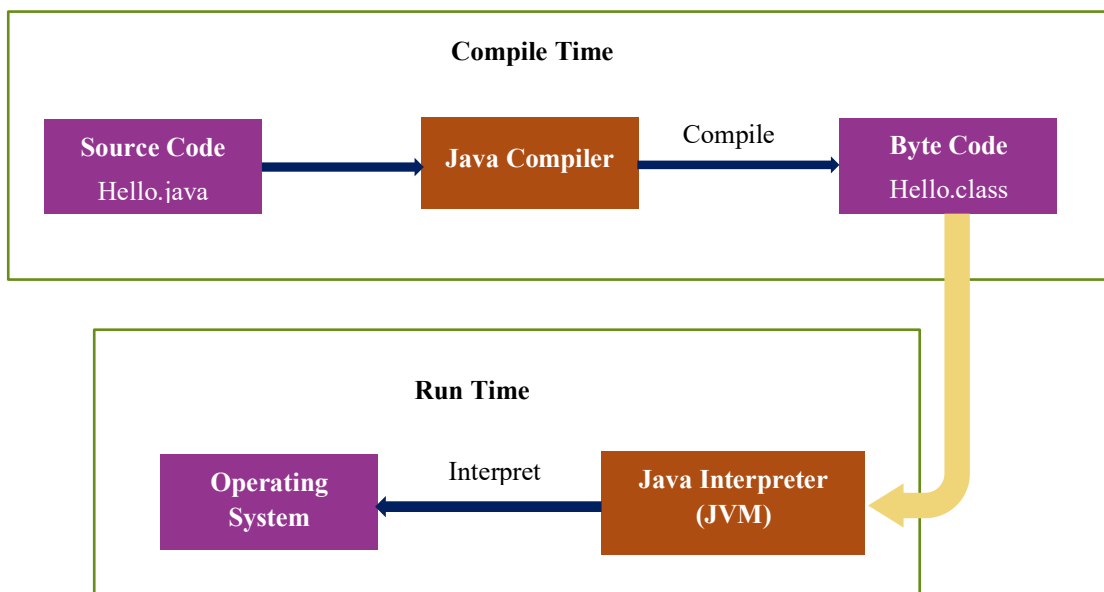 Compile Time
Source Code
Hello.java
Java Compiler
Compile
Byte Code
Hello.class
Run Time
Operating
System
Interpret
Java Interpreter
(JVM)